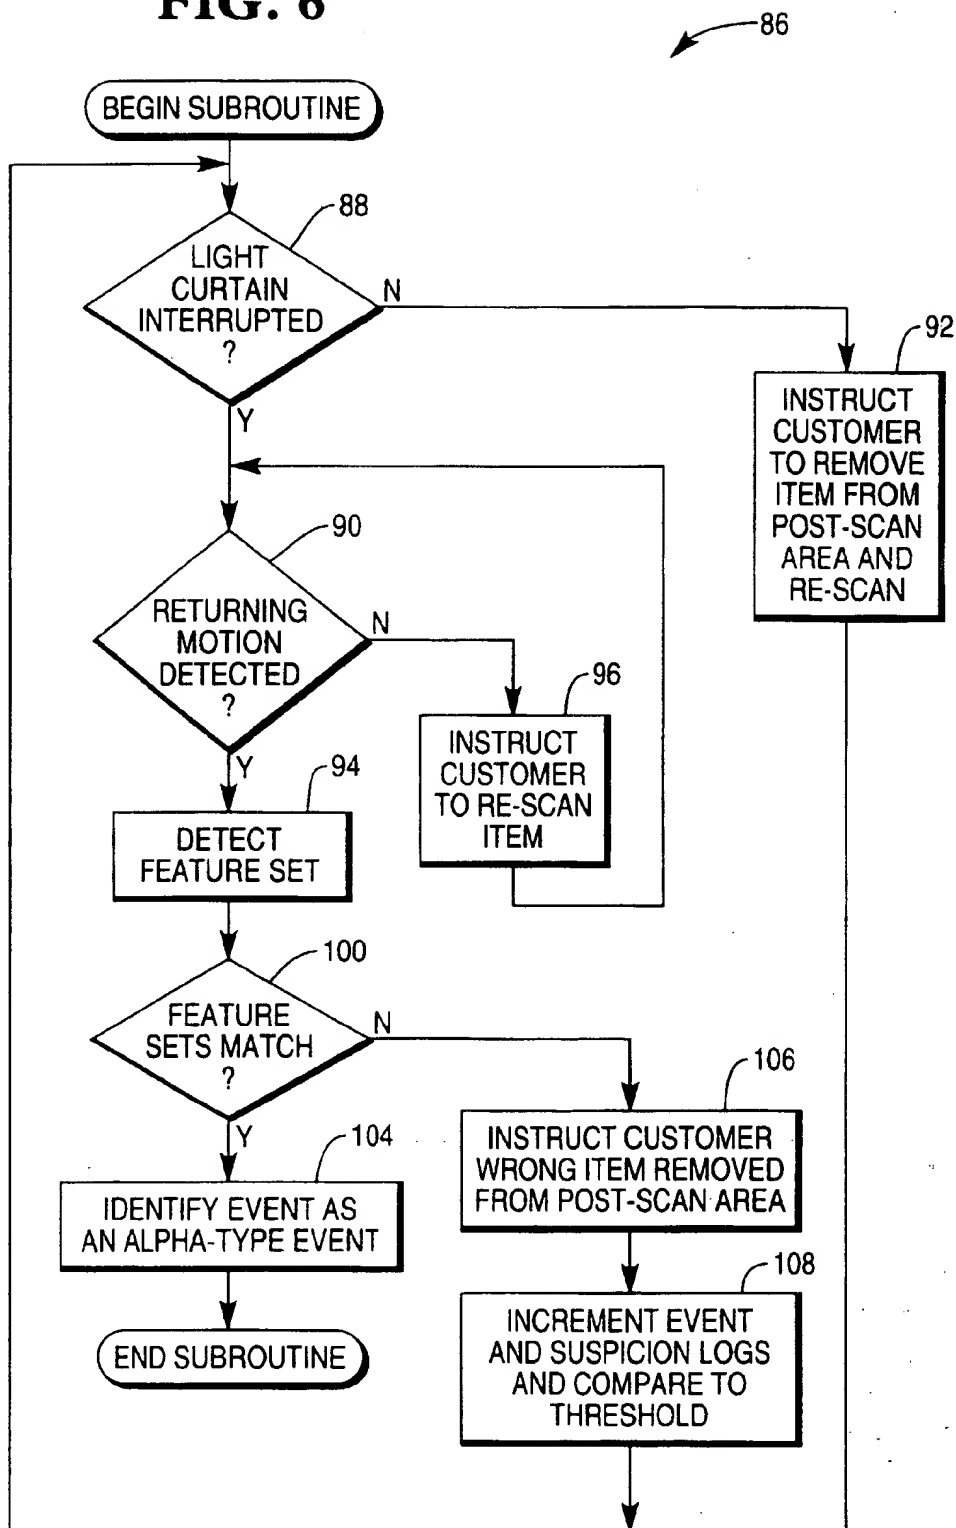 FIG. 6
86
BEGIN SUBROUTINE
88
LIGHT
CURTAIN
INTERRUPTED
?
N
Y
92
INSTRUCT
CUSTOMER
TO REMOVE
ITEM FROM
POST-SCAN
AREA AND
RE-SCAN
90
RETURNING
MOTION
DETECTED
?
N
Y
96
INSTRUCT
CUSTOMER
TO RE-SCAN
ITEM
94
DETECT
FEATURE SET
100
FEATURE
SETS MATCH
?
N
Y
106
INSTRUCT CUSTOMER
WRONG ITEM REMOVED
FROM POST-SCAN AREA
104
IDENTIFY EVENT AS
AN ALPHA-TYPE EVENT
108
INCREMENT EVENT
AND SUSPICION LOGS
AND COMPARE TO
THRESHOLD
END SUBROUTINE